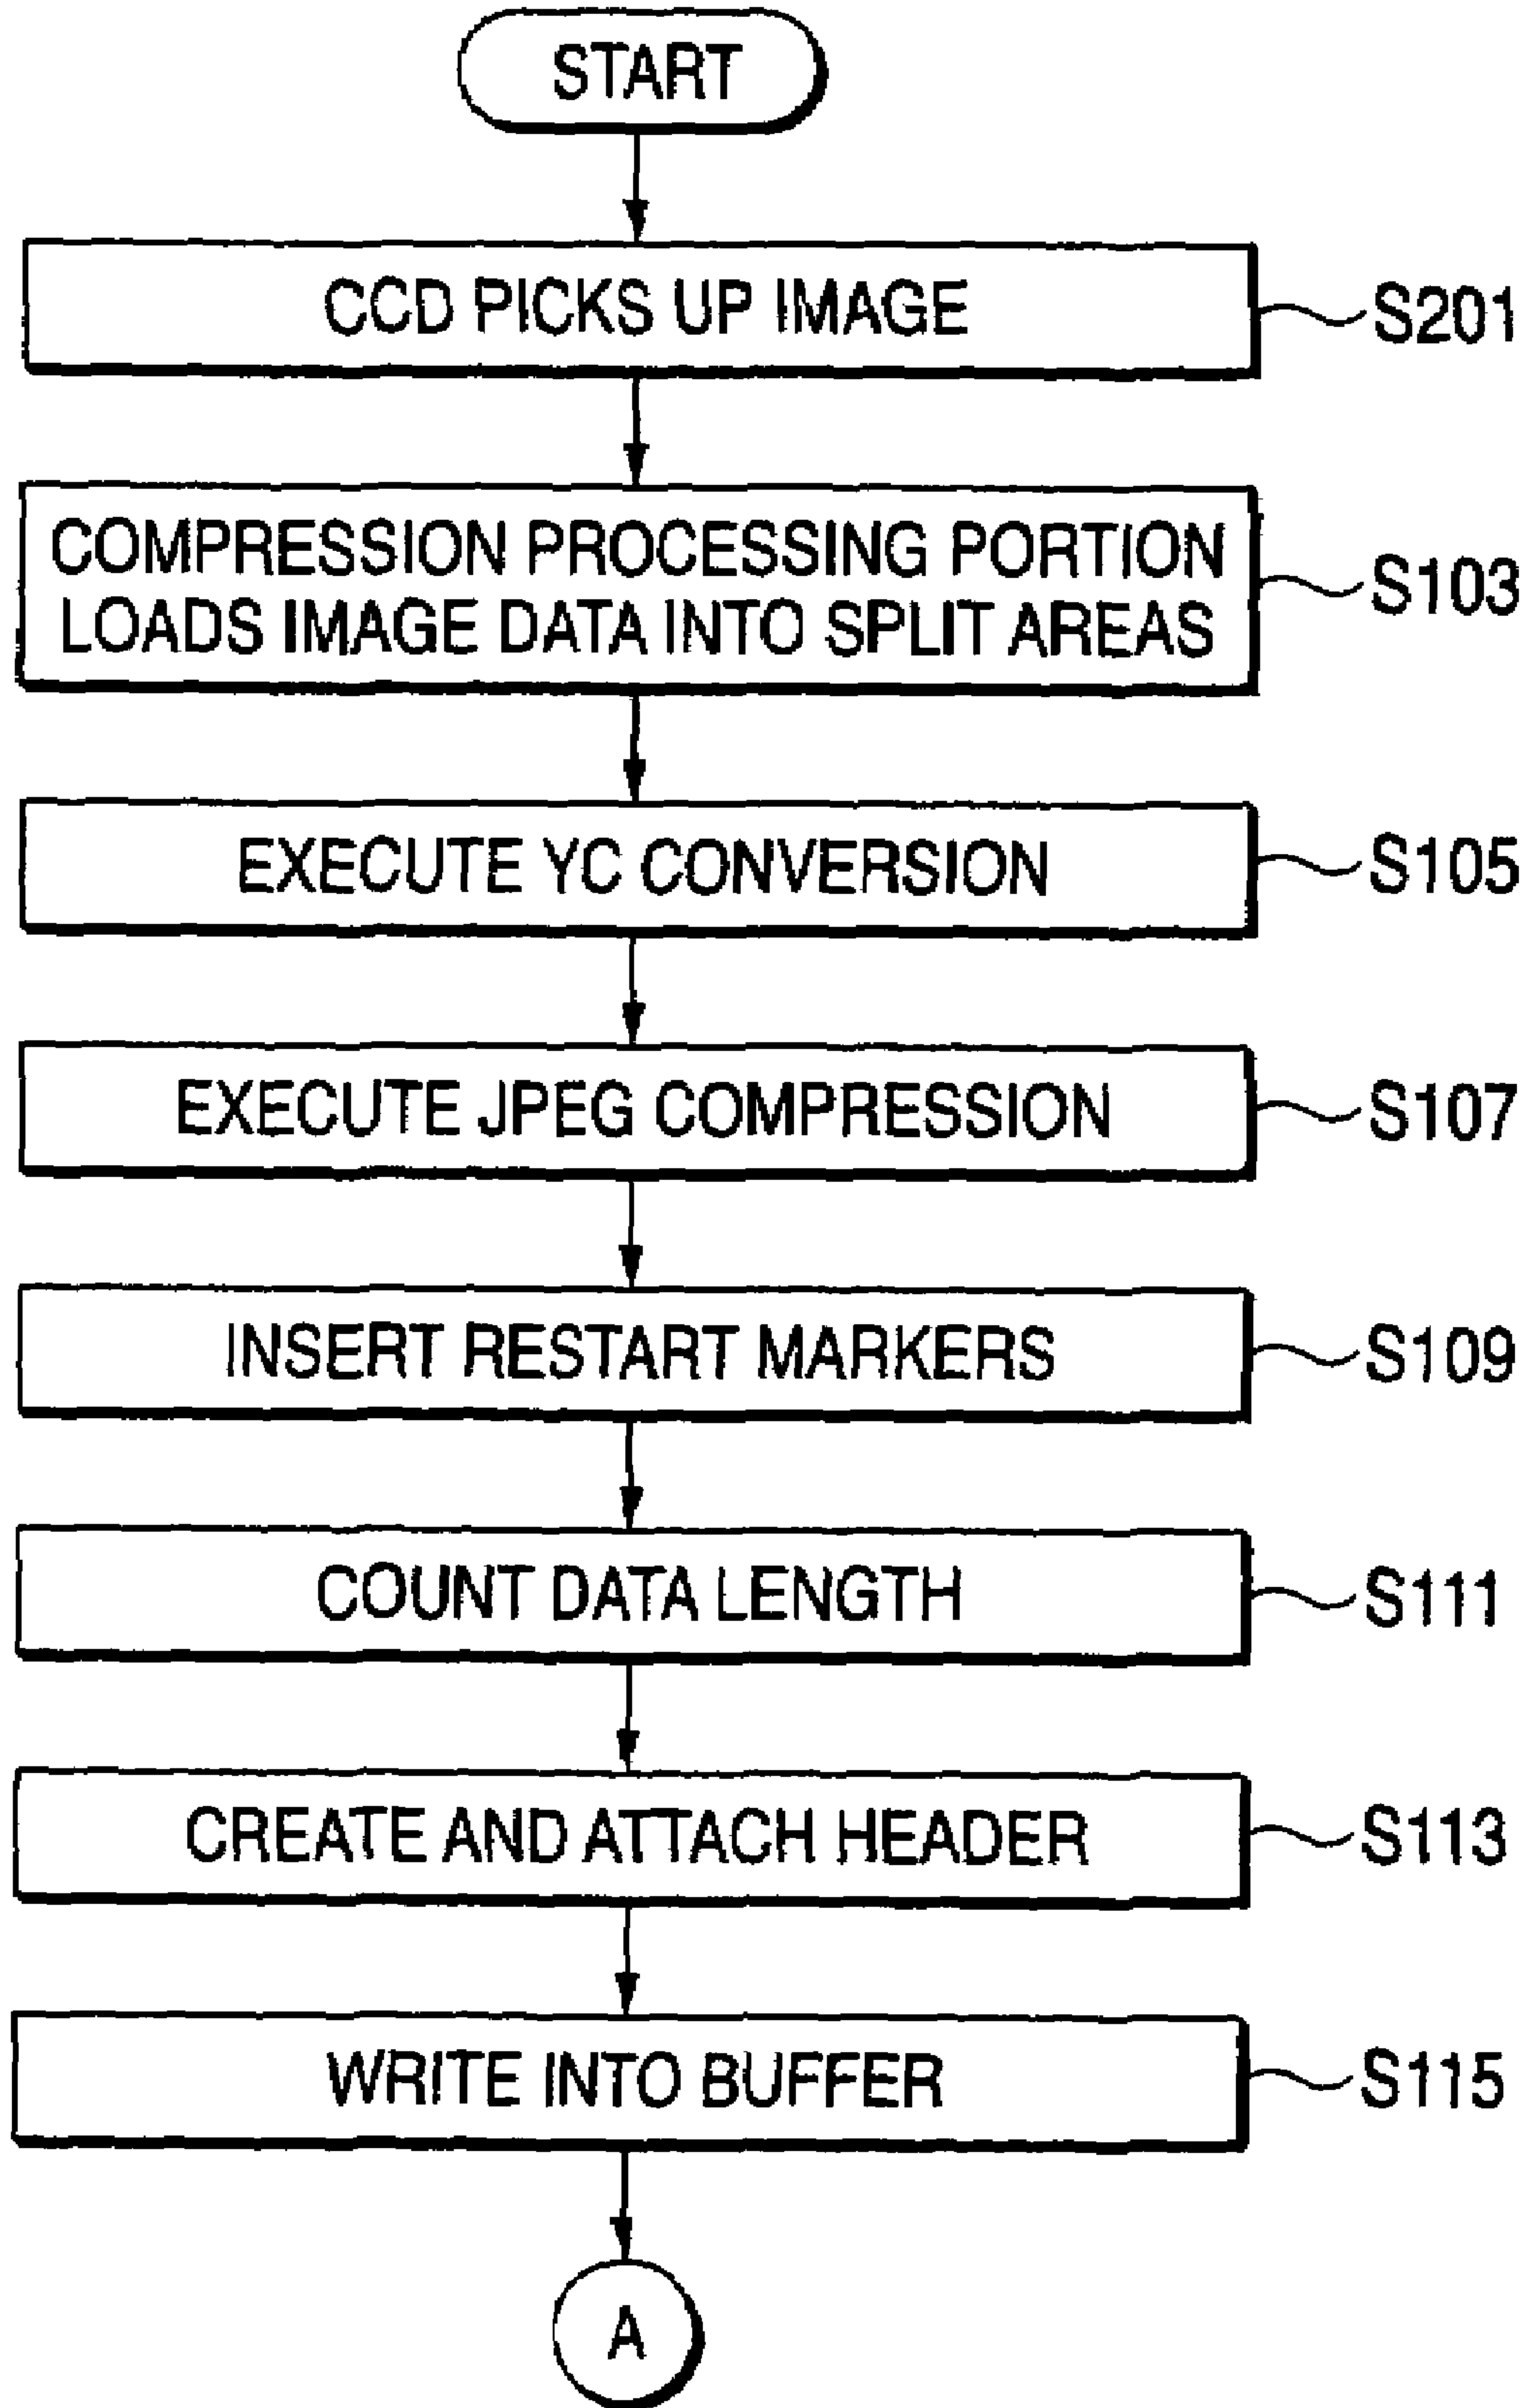 START
CCD PICKS UP IMAGE
S201
COMPRESSION PROCESSING PORTION
LOADS IMAGE DATA INTO SPLIT AREAS
S103
EXECUTE YC CONVERSION
S105
EXECUTE JPEG COMPRESSION
S107
INSERT RESTART MARKERS
S109
COUNT DATA LENGTH
S111
CREATE AND ATTACH HEADER
S113
WRITE INTO BUFFER
S115
A